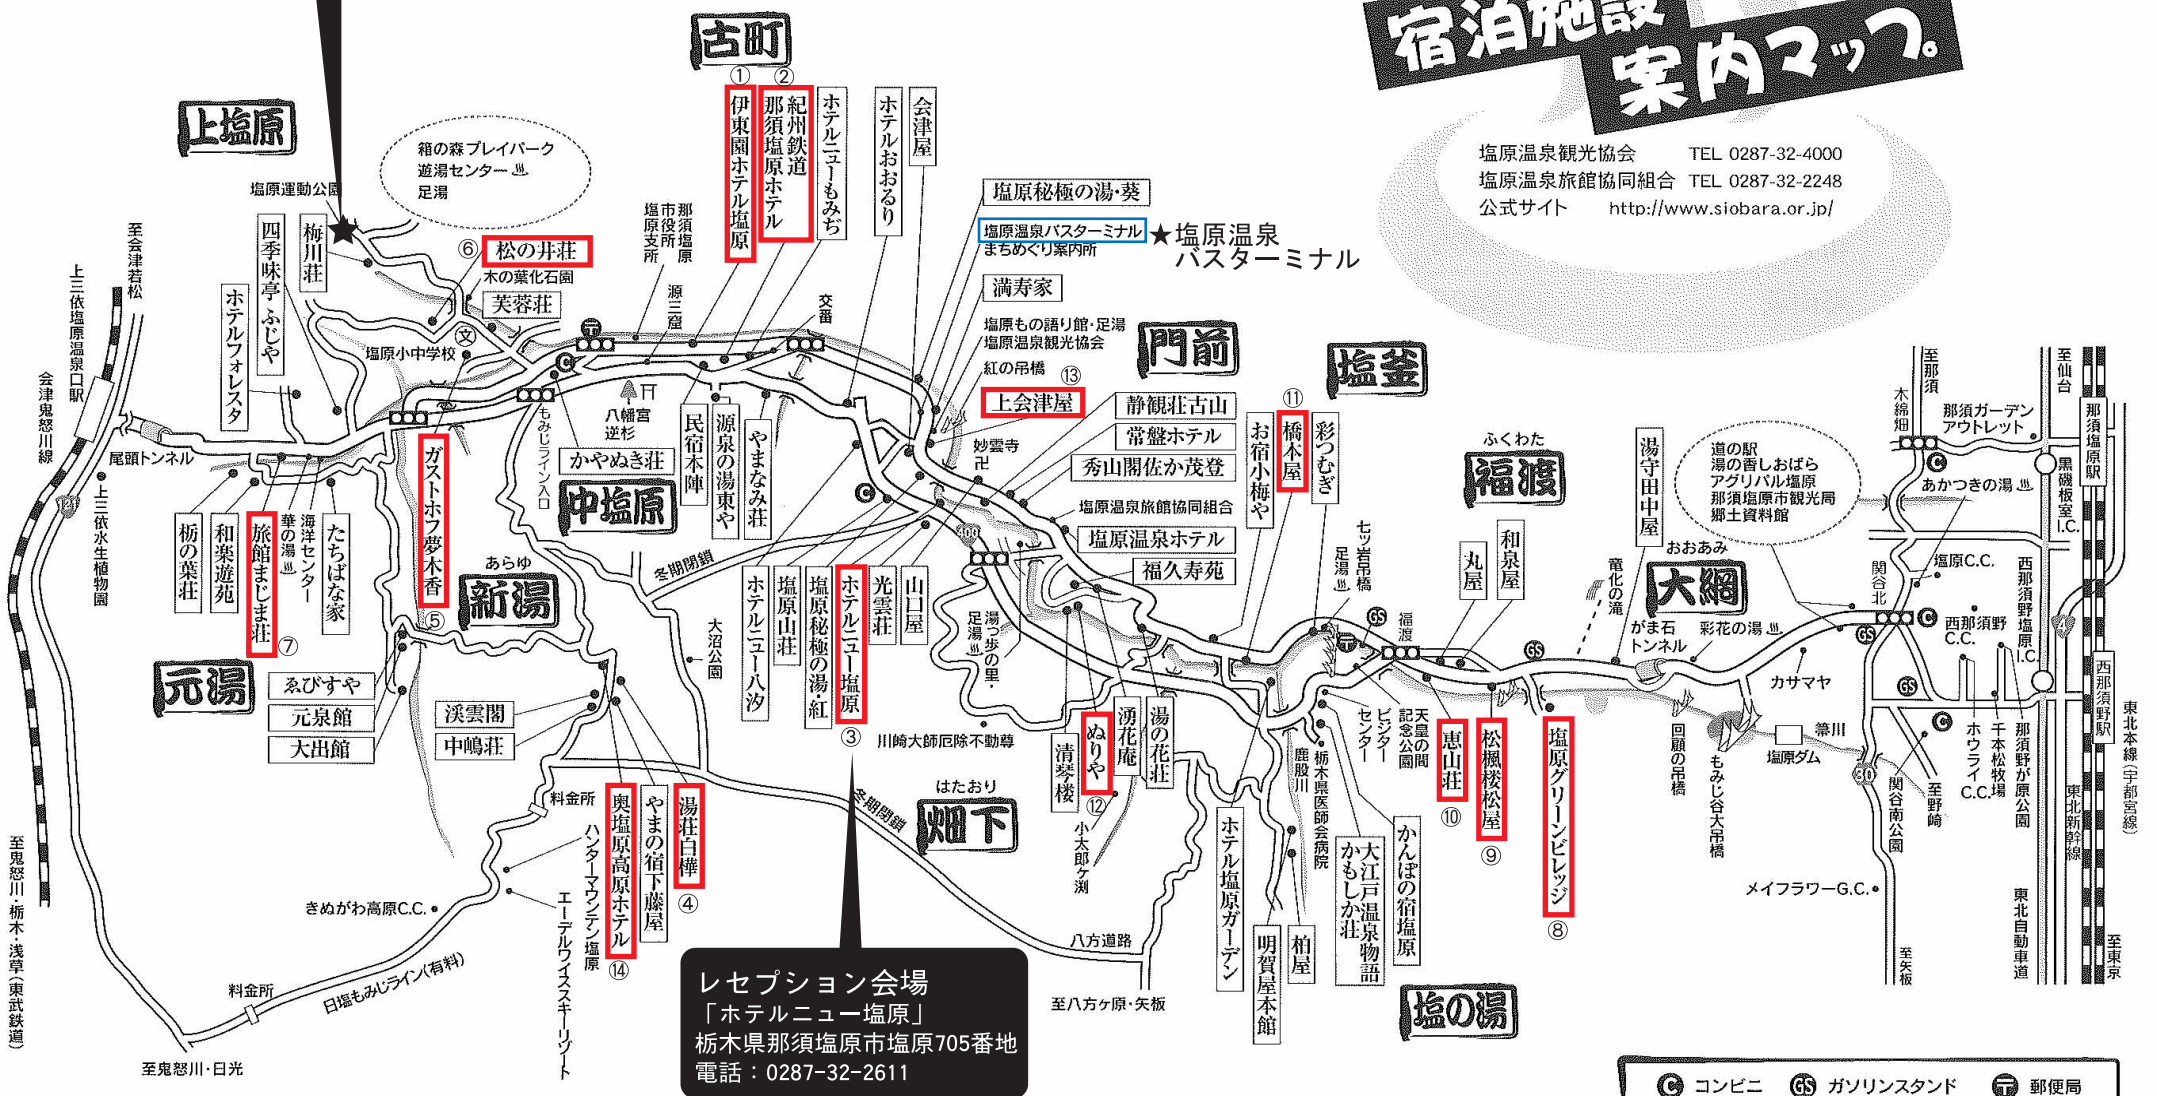 宿泊施設
案内マップ。
塩原温泉観光協会 TEL 0287-32-4000
塩原温泉旅館協同組合 TEL 0287-32-2248
公式サイト http://www.siobara.or.jp/
古町
上塩原
箱の森プレイパーク
遊湯センター
足湯
塩原運動公園
①
伊東園ホテル塩原
②
紀州鉄道
那須塩原ホテル
ホテルニューもみぢ
ホテルおおるり
会津屋
塩原秘極の湯・葵
塩原温泉バスターミナル
まちめぐり案内所
★塩原温泉
バスターミナル
満寿家
塩原もの語り館・足湯
塩原温泉観光協会
紅の吊橋
⑬
上会津屋
門前
静観荘古山
常盤ホテル
秀山閣佐か茂登
塩原温泉旅館協同組合
塩原温泉ホテル
福久寿苑
妙雲寺
塩釜
⑪
橋本屋
お宿小梅や
彩つむぎ
七ッ岩吊橋
足湯
ふくわた
福渡
福渡
丸屋
和泉屋
湯守田中屋
竜化の滝
おおあみ
大網
がま石
トンネル
彩花の湯
道の駅
湯の香しおばら
アグリパル塩原
那須塩原市観光局
郷土資料館
至那須
木綿畑
那須ガーデン
アウトレット
至仙台
那須塩原駅
黒磯板室I.C.
あかつきの湯
塩原C.C.
関谷北
西那須野
C.C.
西那須野塩原I.C.
4
西那須野駅
東北本線(宇都宮線)
東北新幹線
東北自動車道
至東京
那須野が原公園
千本松牧場
ホウライC.C.
至野崎
関谷南公園
30
至矢板
メイフラワーG.C.
カサマヤ
箒川
塩原ダム
もみじ谷大吊橋
回顧の吊橋
塩原グリーンビレッジ
⑧
松楓楼松屋
⑨
恵山荘
⑩
天皇の間
記念公園
ビジター
センター
かんぽの宿塩原
大江戸温泉物語
かもしか荘
栃木県医師会病院
鹿股川
塩の湯
柏屋
明賀屋本館
ホテル塩原ガーデン
湯の花荘
湧花庵
ぬりや
⑫
清琴楼
小太郎ケ渕
湯っ歩の里・
足湯
川崎大師厄除不動尊
はたおり
畑下
八方道路
至八方ヶ原・矢板
冬期閉鎖
400
山口屋
光雲荘
ホテルニュー塩原
③
塩原秘極の湯・紅
塩原山荘
ホテルニュー八汐
冬期閉鎖
大沼公園
やまなみ荘
源泉の湯東や
民宿本陣
交番
源三窟
那須塩原
市役所
塩原支所
八幡宮
逆杉
かやぬき荘
中塩原
もみじライン入口
⑥
松の井荘
木の葉化石園
芙蓉荘
文
塩原小中学校
梅川荘
四季味亭ふじや
ホテルフォレスタ
至会津若松
上三依塩原温泉口駅
会津鬼怒川線
121
上三依水生植物園
尾頭トンネル
栃の葉荘
和楽遊苑
旅館まじま荘
⑦
華の湯
海洋センター
たちばな家
ガストホフ夢木香
⑤
あらゆ
新湯
元湯
ゑびすや
元泉館
大出館
渓雲閣
中嶋荘
湯荘白樺
④
やまの宿下藤屋
奥塩原高原ホテル
⑭
料金所
ハンターマウンテン塩原
エーデルワイススキーリゾート
きぬがわ高原C.C.
日塩もみじライン(有料)
料金所
至鬼怒川・日光
至鬼怒川・栃木・浅草(東武鉄道)
レセプション会場
「ホテルニュー塩原」
栃木県那須塩原市塩原705番地
電話：0287-32-2611
C コンビニ GS ガソリンスタンド 〒 郵便局